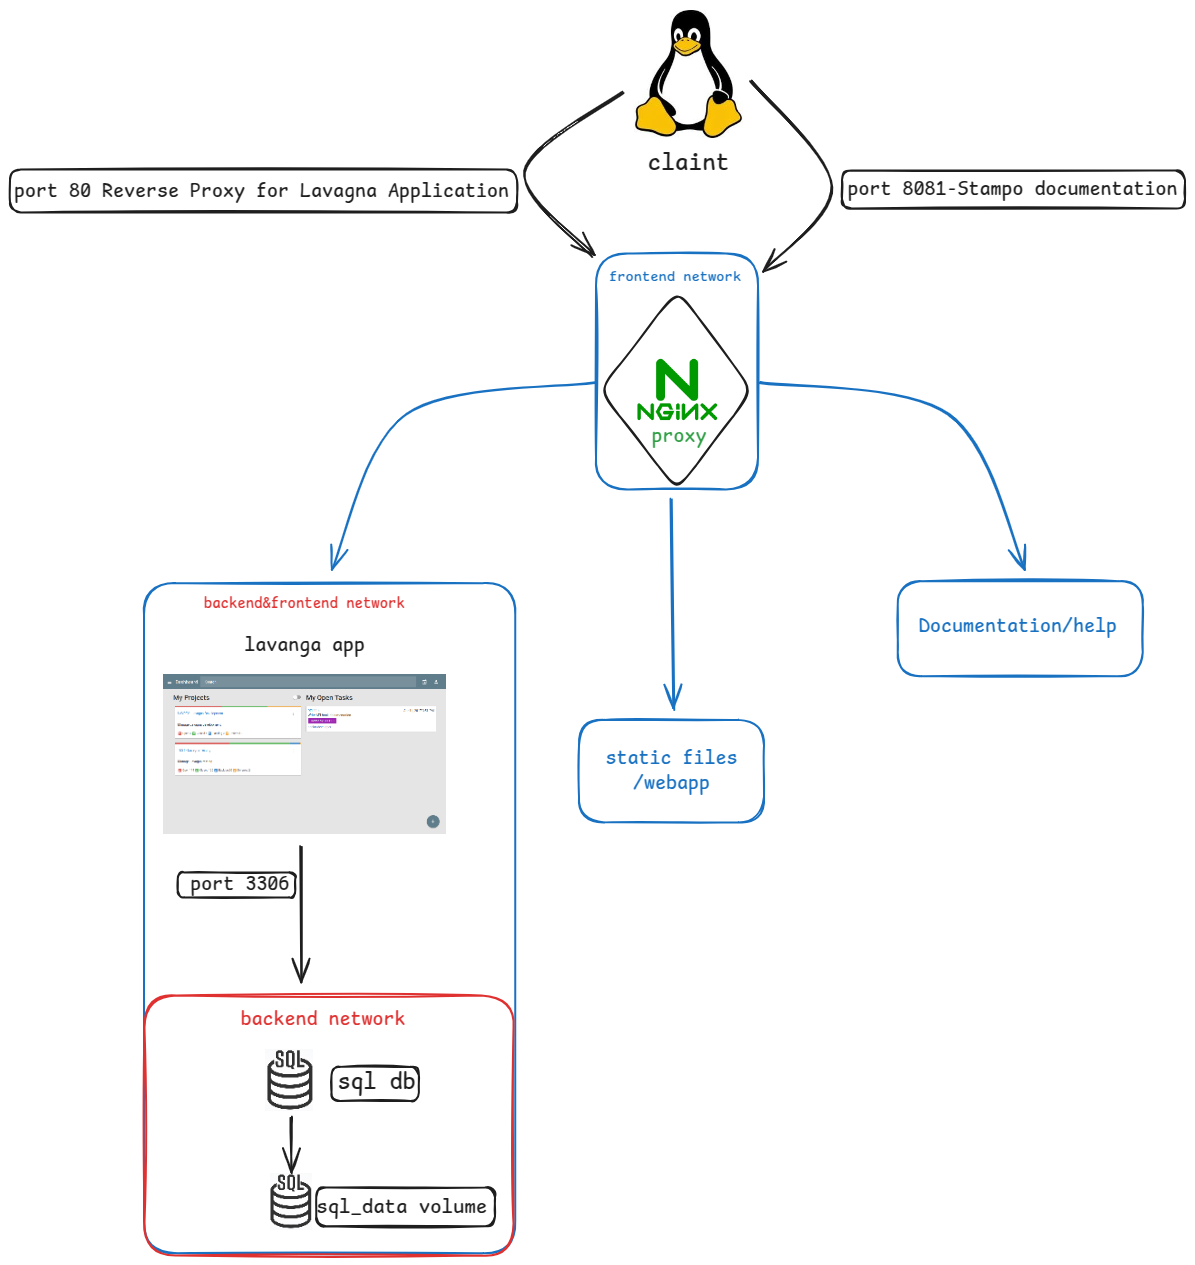 claint
port 80 Reverse Proxy for Lavagna Application
port 8081-Stampo documentation
frontend network
NGiNX
proxy
backend&frontend network
lavanga app
Dashboard
My Projects
My Open Tasks
Documentation/help
static files
/webapp
port 3306
backend network
SQL
sql db
SQL
sql_data volume